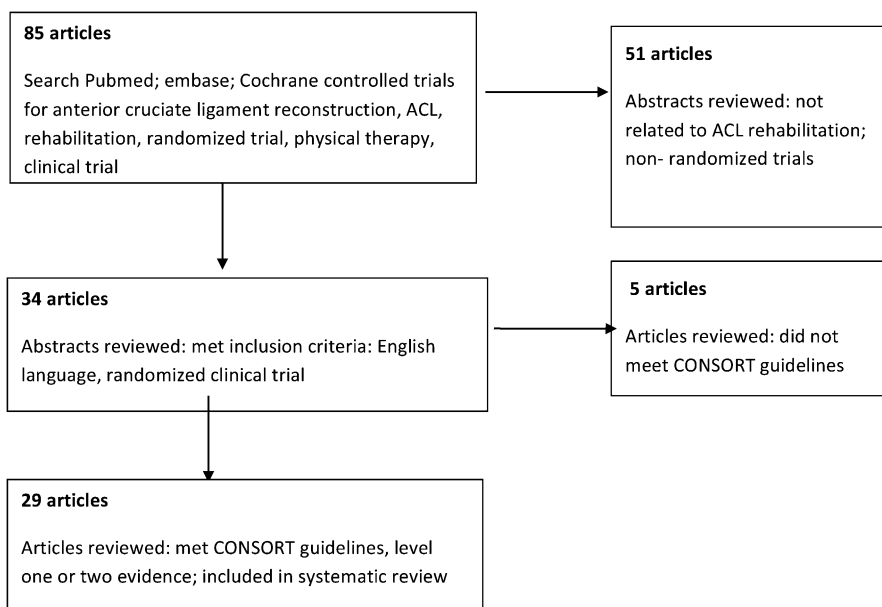 85 articles
Search Pubmed; embase; Cochrane controlled trials
for anterior cruciate ligament reconstruction, ACL,
rehabilitation, randomized trial, physical therapy,
clinical trial
51 articles
Abstracts reviewed: not
related to ACL rehabilitation;
non- randomized trials
34 articles
Abstracts reviewed: met inclusion criteria: English
language, randomized clinical trial
5 articles
Articles reviewed: did not
meet CONSORT guidelines
29 articles
Articles reviewed: met CONSORT guidelines, level
one or two evidence; included in systematic review